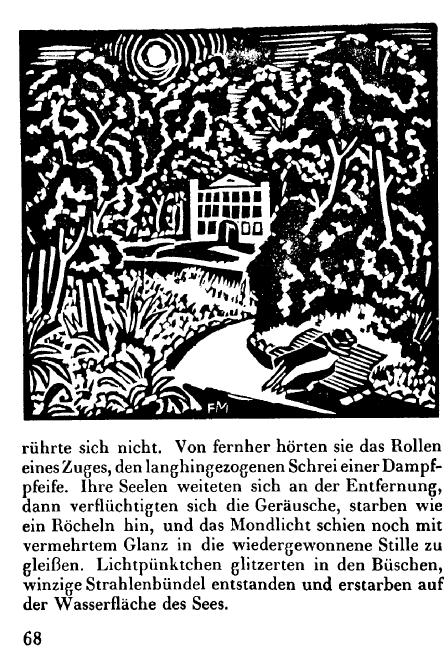 FM
rührte sich nicht. Von fernher hörten sie das Rollen
eines Zuges, den langhingezogenen Schrei einer Dampf-
pfeife. Ihre Seelen weiteten sich an der Entfernung,
dann verflüchtigten sich die Geräusche, starben wie
ein Röcheln hin, und das Mondlicht schien noch mit
vermehrtem Glanz in die wiedergewonnene Stille zu
gleißen. Lichtpünktchen glitzerten in den Büschen,
winzige Strahlenbündel entstanden und erstarben auf
der Wasserfläche des Sees.
68